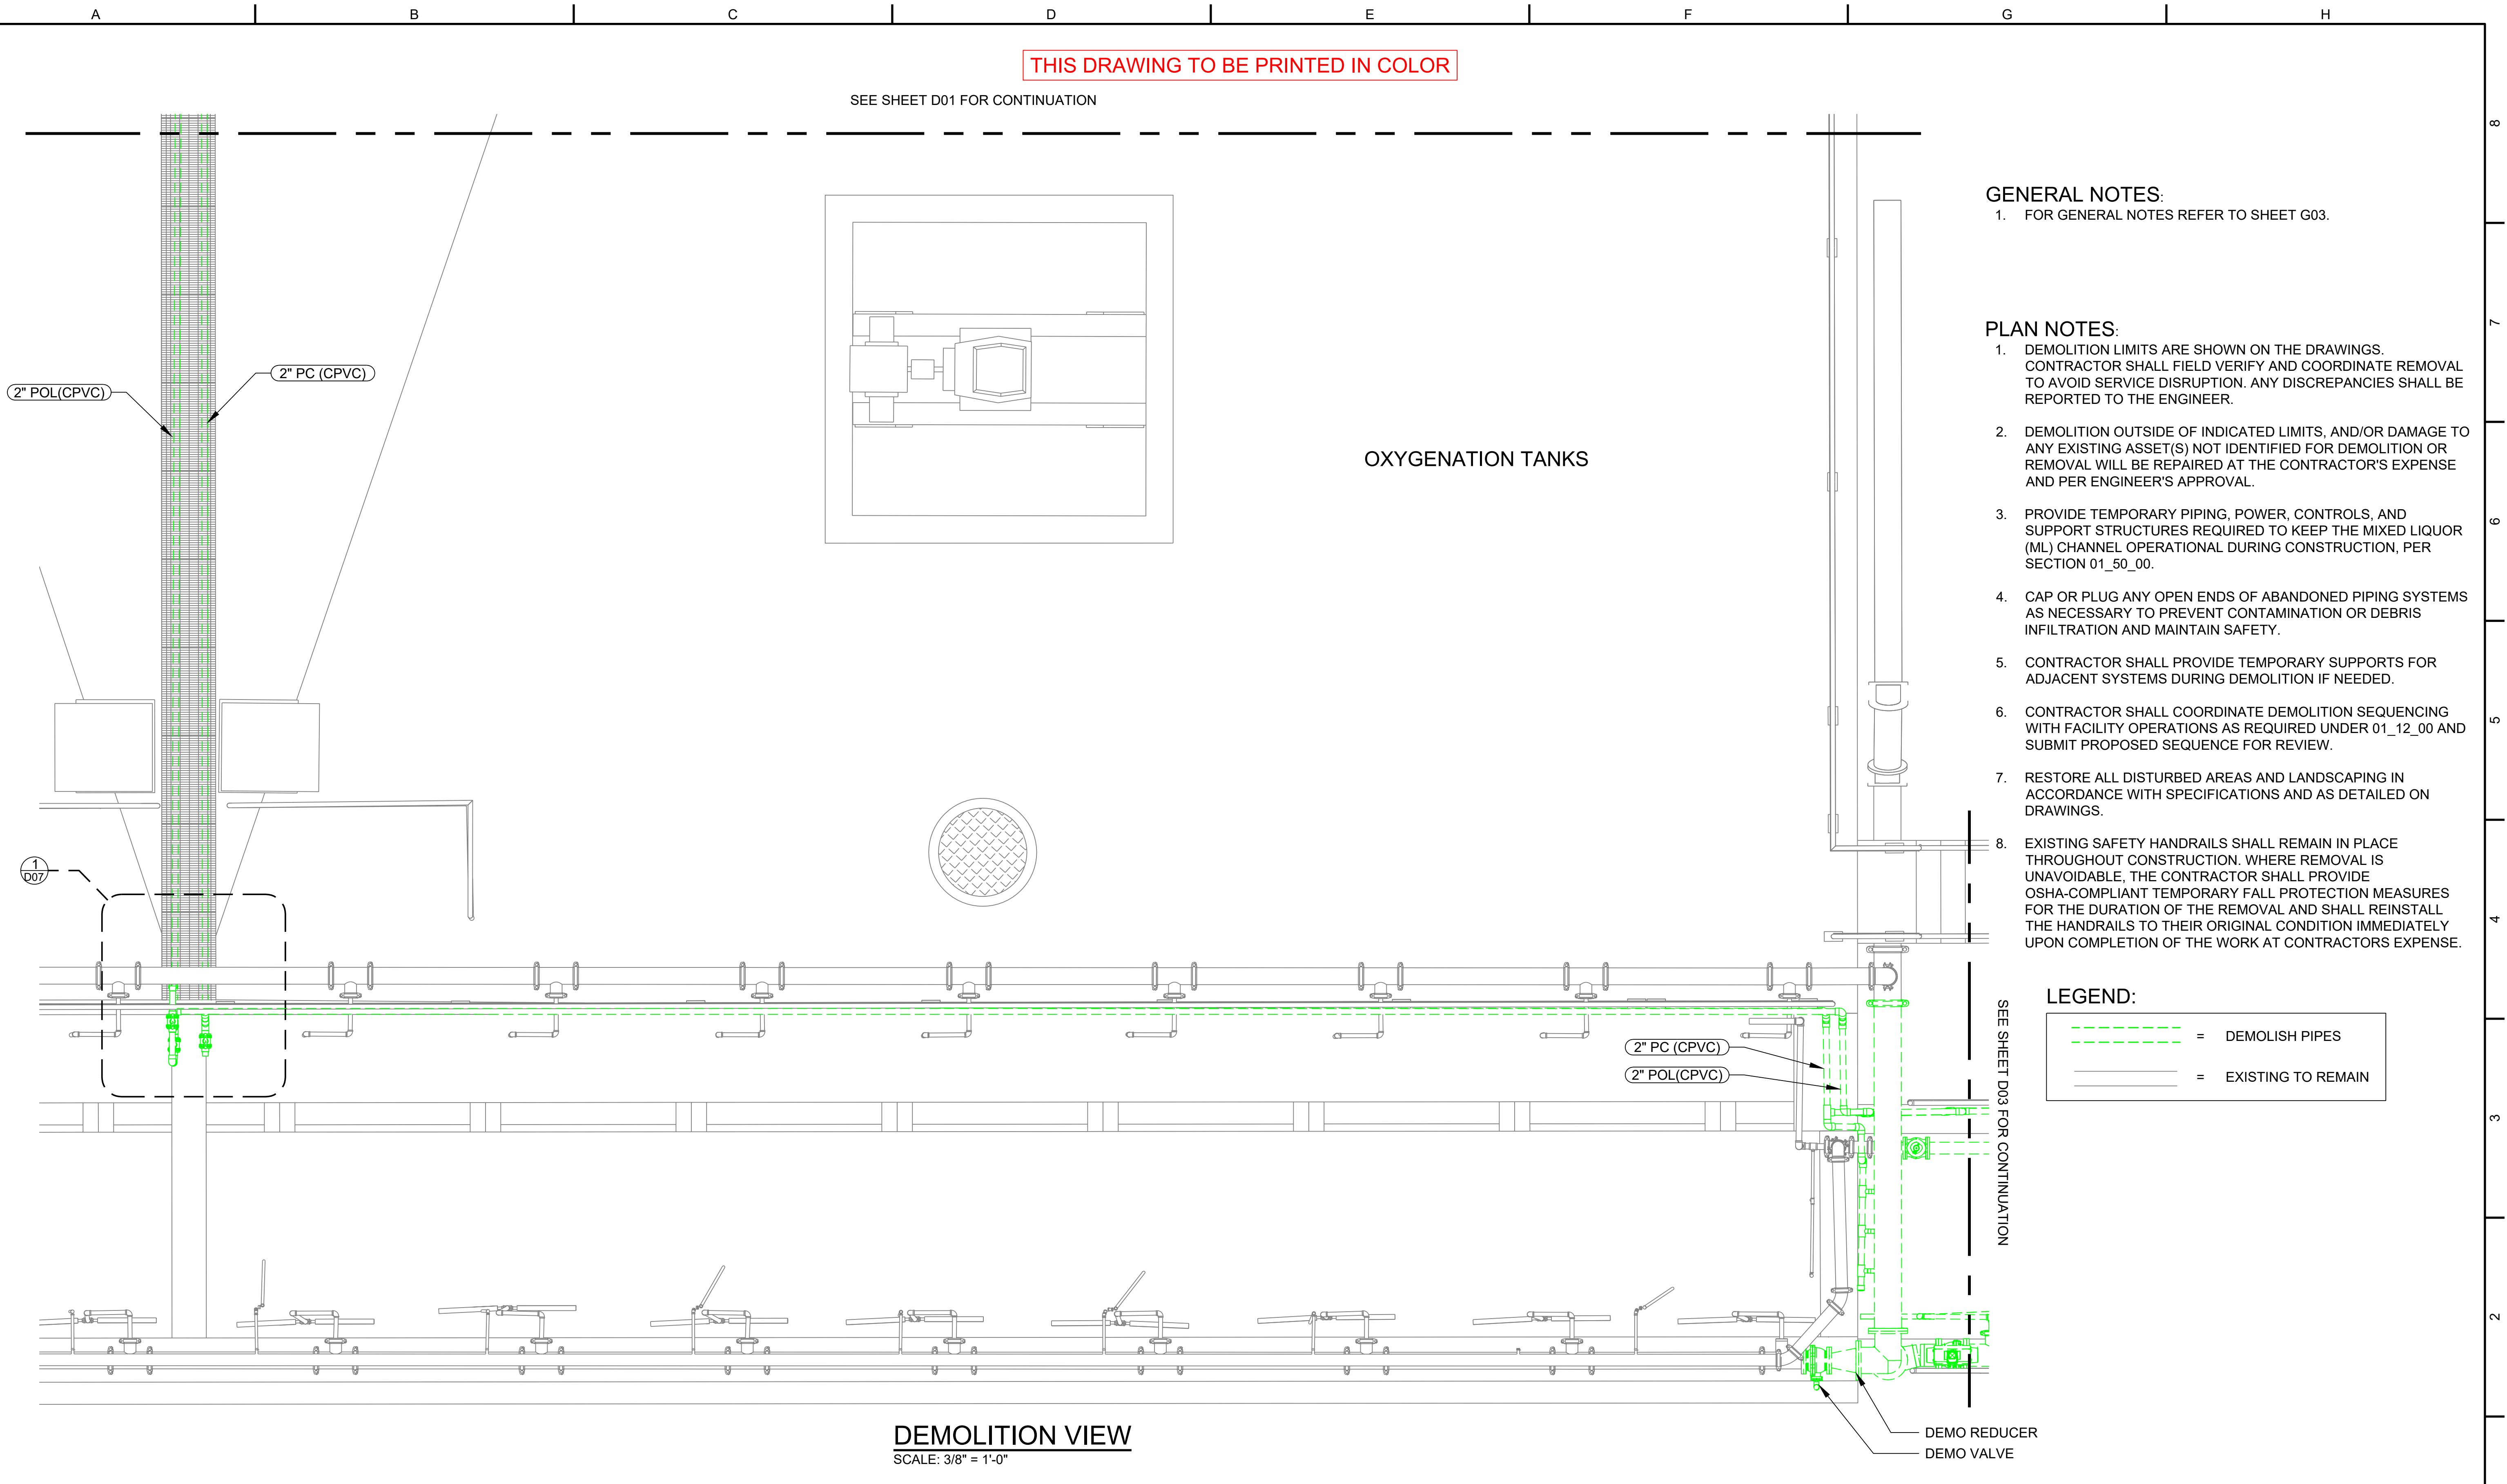 A B C D E F G H
THIS DRAWING TO BE PRINTED IN COLOR
SEE SHEET D01 FOR CONTINUATION
8
7
6
5
4
3
2
2" POL(CPVC)
2" PC (CPVC)
OXYGENATION TANKS
1
D07
2" PC (CPVC)
2" POL(CPVC)
SEE SHEET D03 FOR CONTINUATION
DEMO REDUCER
DEMO VALVE
DEMOLITION VIEW
SCALE: 3/8" = 1'-0"
GENERAL NOTES:
1. FOR GENERAL NOTES REFER TO SHEET G03.
PLAN NOTES:
1. DEMOLITION LIMITS ARE SHOWN ON THE DRAWINGS.
CONTRACTOR SHALL FIELD VERIFY AND COORDINATE REMOVAL
TO AVOID SERVICE DISRUPTION. ANY DISCREPANCIES SHALL BE
REPORTED TO THE ENGINEER.
2. DEMOLITION OUTSIDE OF INDICATED LIMITS, AND/OR DAMAGE TO
ANY EXISTING ASSET(S) NOT IDENTIFIED FOR DEMOLITION OR
REMOVAL WILL BE REPAIRED AT THE CONTRACTOR'S EXPENSE
AND PER ENGINEER'S APPROVAL.
3. PROVIDE TEMPORARY PIPING, POWER, CONTROLS, AND
SUPPORT STRUCTURES REQUIRED TO KEEP THE MIXED LIQUOR
(ML) CHANNEL OPERATIONAL DURING CONSTRUCTION, PER
SECTION 01_50_00.
4. CAP OR PLUG ANY OPEN ENDS OF ABANDONED PIPING SYSTEMS
AS NECESSARY TO PREVENT CONTAMINATION OR DEBRIS
INFILTRATION AND MAINTAIN SAFETY.
5. CONTRACTOR SHALL PROVIDE TEMPORARY SUPPORTS FOR
ADJACENT SYSTEMS DURING DEMOLITION IF NEEDED.
6. CONTRACTOR SHALL COORDINATE DEMOLITION SEQUENCING
WITH FACILITY OPERATIONS AS REQUIRED UNDER 01_12_00 AND
SUBMIT PROPOSED SEQUENCE FOR REVIEW.
7. RESTORE ALL DISTURBED AREAS AND LANDSCAPING IN
ACCORDANCE WITH SPECIFICATIONS AND AS DETAILED ON
DRAWINGS.
8. EXISTING SAFETY HANDRAILS SHALL REMAIN IN PLACE
THROUGHOUT CONSTRUCTION. WHERE REMOVAL IS
UNAVOIDABLE, THE CONTRACTOR SHALL PROVIDE
OSHA-COMPLIANT TEMPORARY FALL PROTECTION MEASURES
FOR THE DURATION OF THE REMOVAL AND SHALL REINSTALL
THE HANDRAILS TO THEIR ORIGINAL CONDITION IMMEDIATELY
UPON COMPLETION OF THE WORK AT CONTRACTORS EXPENSE.
LEGEND:
= DEMOLISH PIPES
= EXISTING TO REMAIN